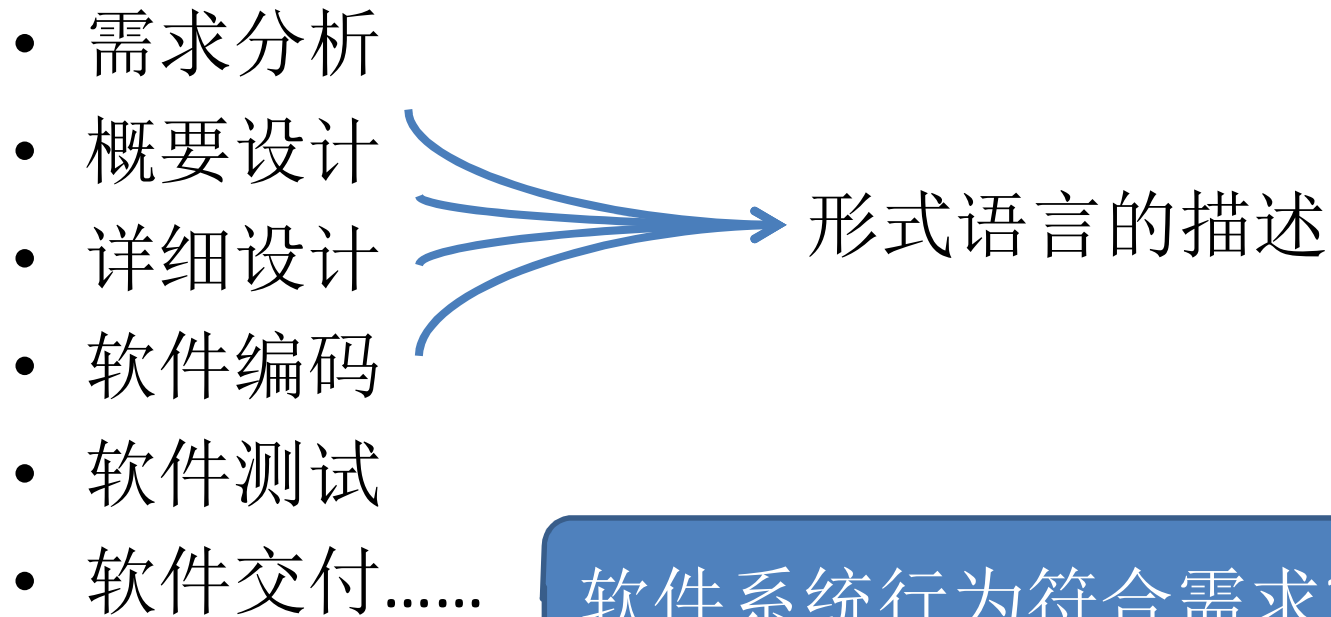 • 需求分析
• 概要设计
• 详细设计
形式语言的描述
• 软件编码
• 软件测试
• 软件交付......
软件系统行为符合需求